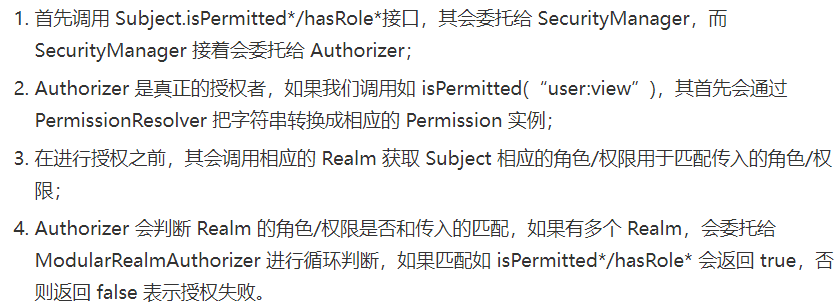 1. 首先调用 Subject.isPermitted*/hasRole*接口，其会委托给 SecurityManager，而
SecurityManager 接着会委托给 Authorizer；
2. Authorizer 是真正的授权者，如果我们调用如 isPermitted(“user:view”)，其首先会通过
PermissionResolver 把字符串转换成相应的 Permission 实例；
3. 在进行授权之前，其会调用相应的 Realm 获取 Subject 相应的角色/权限用于匹配传入的角色/权
限；
4. Authorizer 会判断 Realm 的角色/权限是否和传入的匹配，如果有多个 Realm，会委托给
ModularRealmAuthorizer 进行循环判断，如果匹配如 isPermitted*/hasRole* 会返回 true，否
则返回 false 表示授权失败。